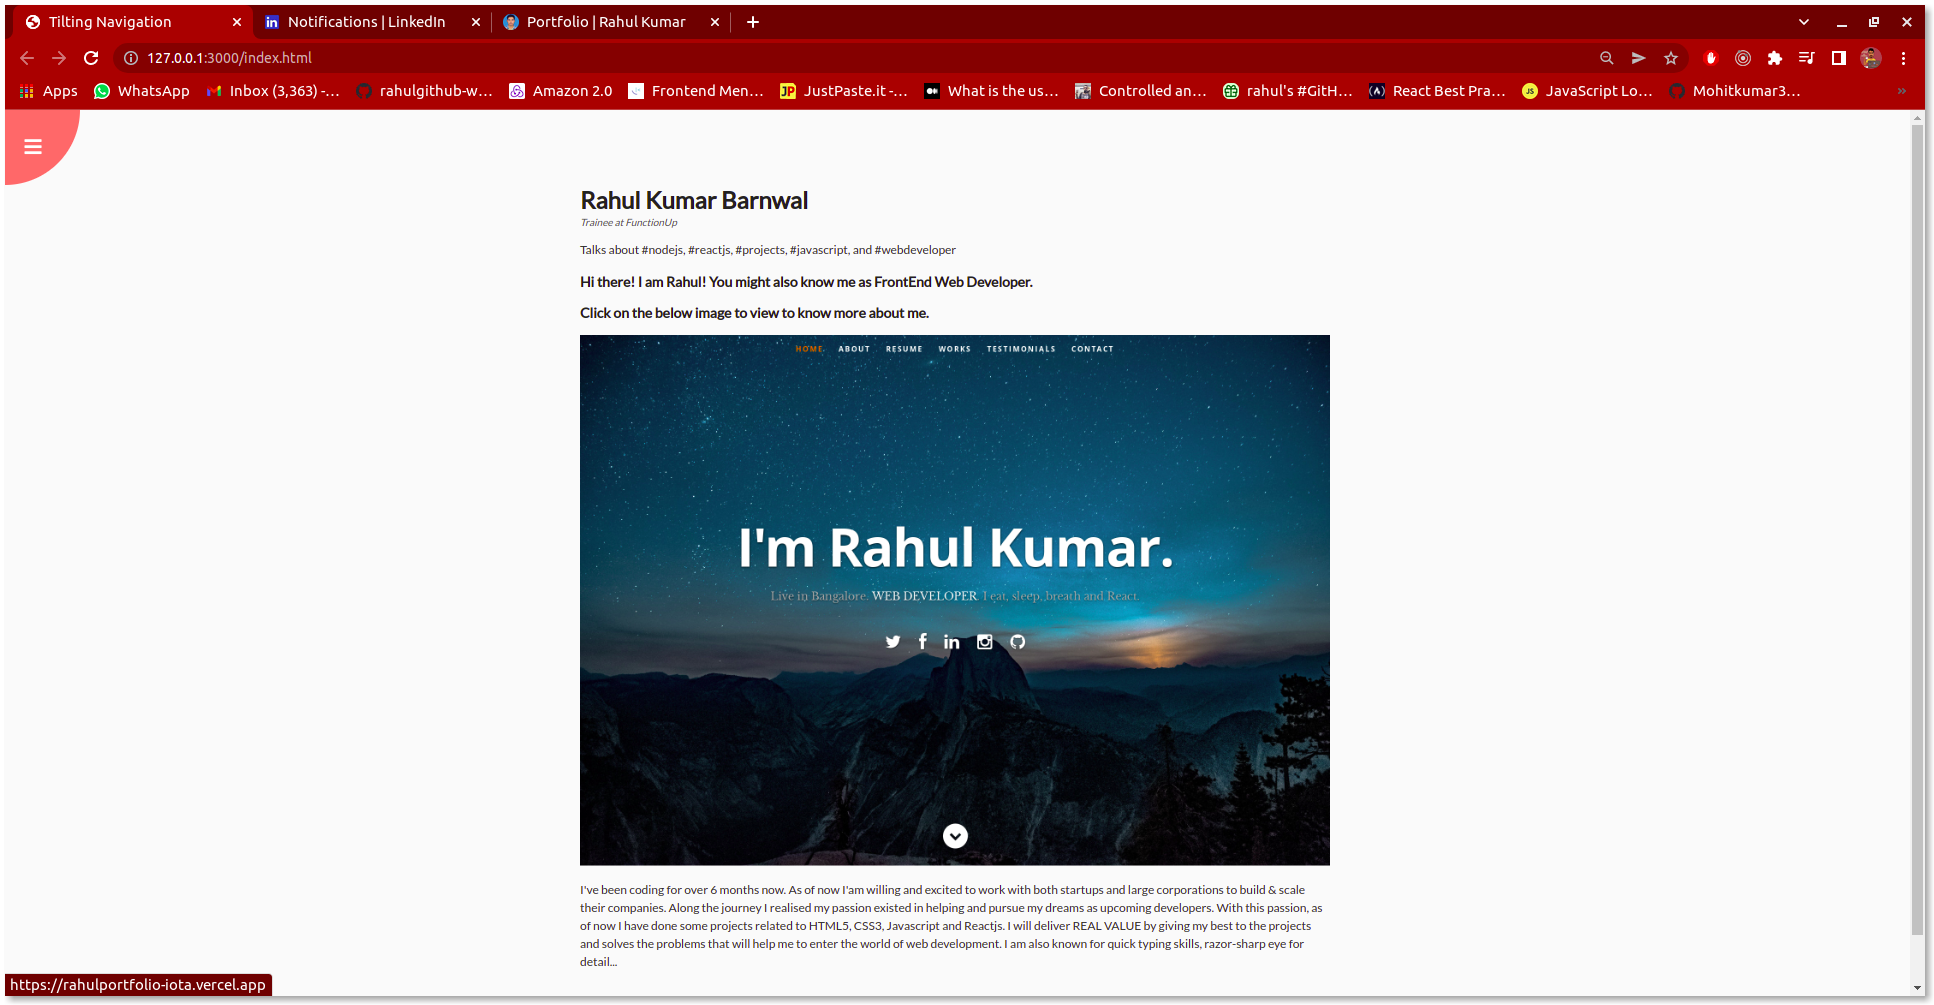 Tilting Navigation
Notifications | LinkedIn
Portfolio | Rahul Kumar
127.0.0.1:3000/index.html
Apps
WhatsApp
Inbox (3,363) -...
rahulgithub-w...
Amazon 2.0
Frontend Men...
JP
JustPaste.it -...
What is the us...
Controlled an...
rahul's #GitH...
React Best Pra...
JS
JavaScript Lo...
Mohitkumar3...
»
Rahul Kumar Barnwal
Trainee at FunctionUp
Talks about #nodejs, #reactjs, #projects, #javascript, and #webdeveloper
Hi there! I am Rahul! You might also know me as FrontEnd Web Developer.
Click on the below image to view to know more about me.
HOME ABOUT RESUME WORKS TESTIMONIALS CONTACT
I'm Rahul Kumar.
Live in Bangalore. WEB DEVELOPER. I eat, sleep, breath and React.
I've been coding for over 6 months now. As of now I'am willing and excited to work with both startups and large corporations to build & scale
their companies. Along the journey I realised my passion existed in helping and pursue my dreams as upcoming developers. With this passion, as
of now I have done some projects related to HTML5, CSS3, Javascript and Reactjs. I will deliver REAL VALUE by giving my best to the projects
and solves the problems that will help me to enter the world of web development. I am also known for quick typing skills, razor-sharp eye for
detail...
https://rahulportfolio-iota.vercel.app